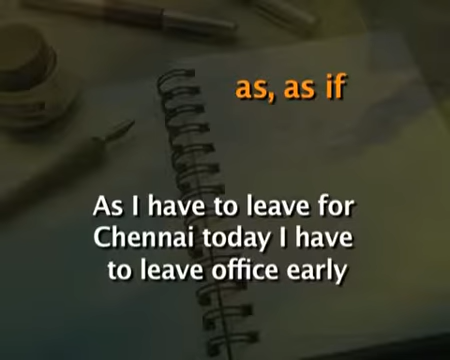 as, as if
As I have to leave for
Chennai today I have
to leave office early